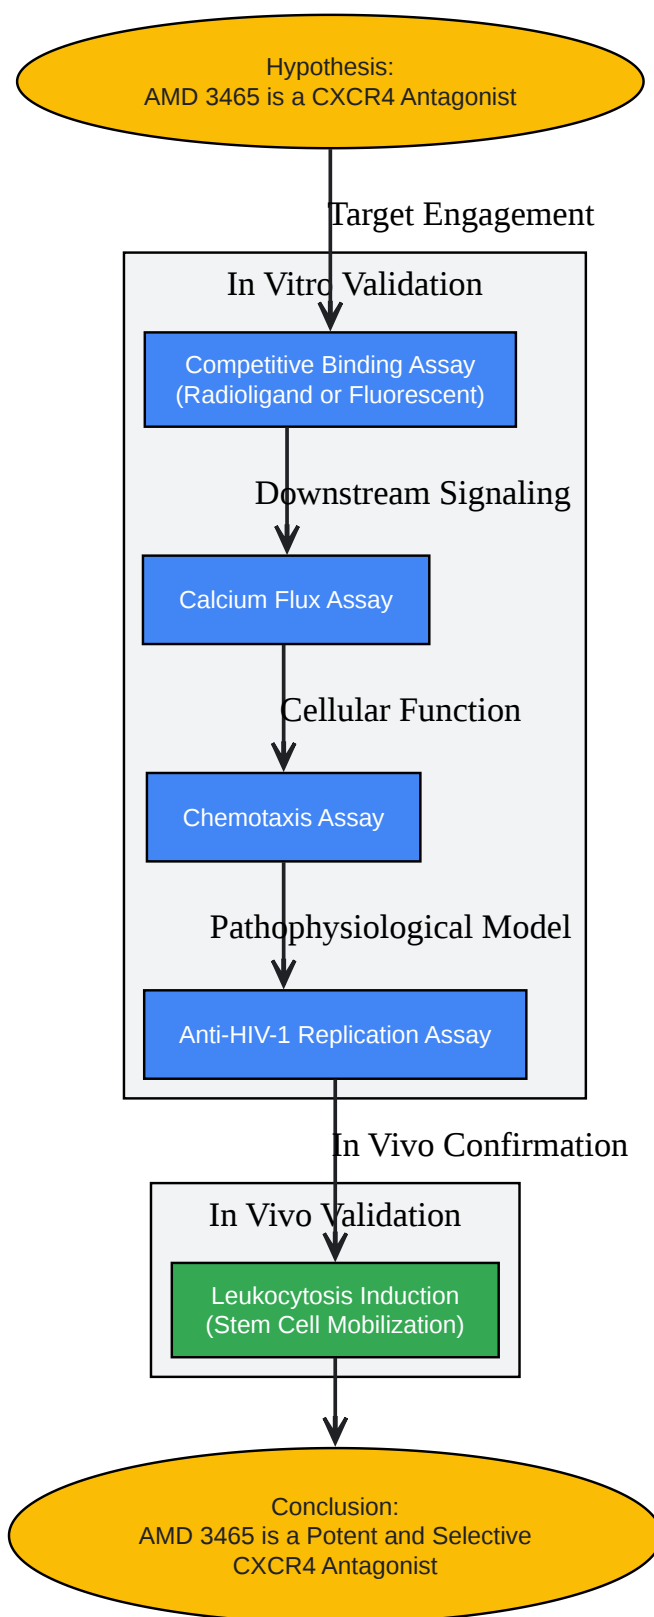 Hypothesis:
AMD 3465 is a CXCR4 Antagonist
Target Engagement
In Vitro Validation
Competitive Binding Assay
(Radioligand or Fluorescent)
Downstream Signaling
Calcium Flux Assay
Cellular Function
Chemotaxis Assay
Pathophysiological Model
Anti-HIV-1 Replication Assay
In Vivo Confirmation
In Vivo Validation
Leukocytosis Induction
(Stem Cell Mobilization)
Conclusion:
AMD 3465 is a Potent and Selective
CXCR4 Antagonist